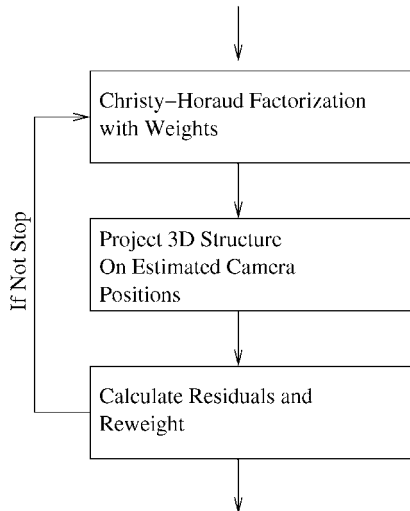 Christy–Horaud Factorization
with Weights
If Not Stop
Project 3D Structure
On Estimated Camera
Positions
Calculate Residuals and
Reweight